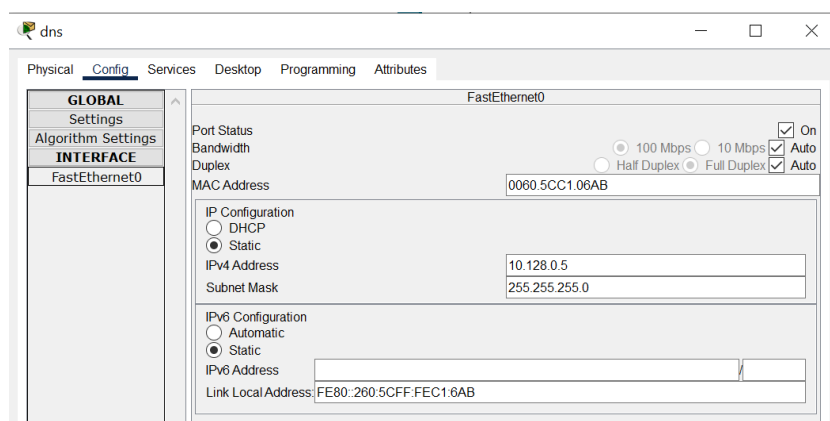 dns
Physical Config Services Desktop Programming Attributes
GLOBAL
Settings
Algorithm Settings
INTERFACE
FastEthernet0
FastEthernet0
Port Status On
Bandwidth 100 Mbps 10 Mbps Auto
Duplex Half Duplex Full Duplex Auto
MAC Address 0060.5CC1.06AB
IP Configuration
DHCP
Static
IPv4 Address 10.128.0.5
Subnet Mask 255.255.255.0
IPv6 Configuration
Automatic
Static
IPv6 Address /
Link Local Address: FE80::260:5CFF:FEC1:6AB